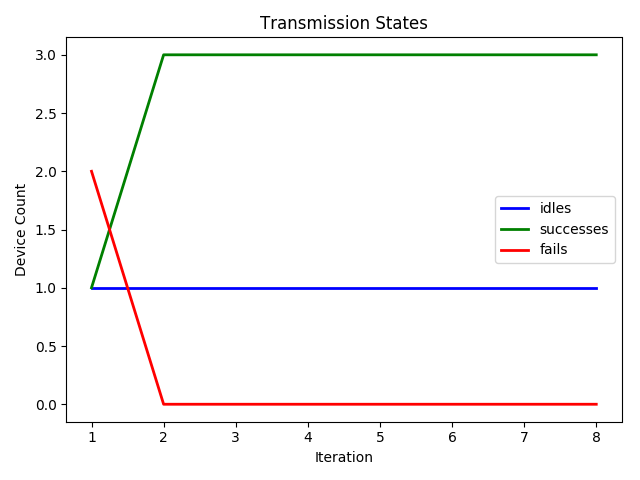 Transmission States
3.0
2.5
2.0
1.5
1.0
0.5
0.0
Device Count
idles
successes
fails
1 2 3 4 5 6 7 8
Iteration